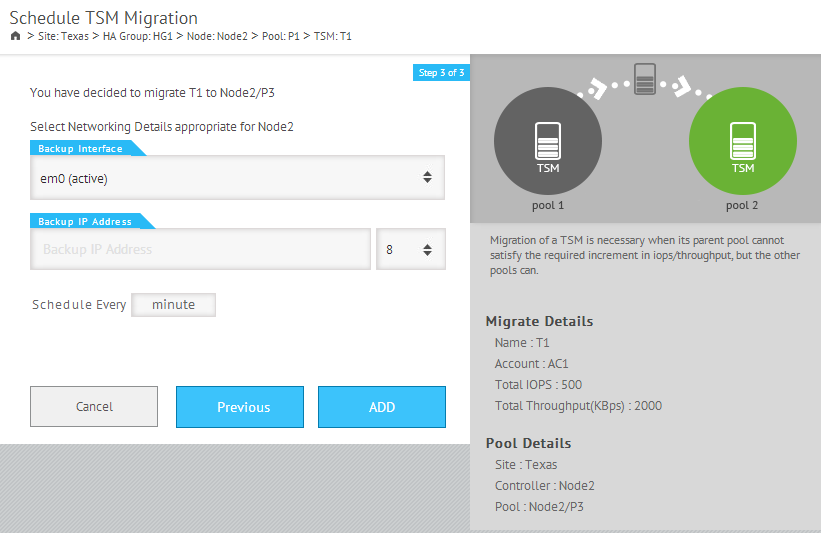 Schedule TSM Migration
> Site: Texas > HA Group: HG1 > Node: Node2 > Pool: P1 > TSM: T1
Step 3 of 3
You have decided to migrate T1 to Node2/P3
Select Networking Details appropriate for Node2
Backup Interface
em0 (active)
Backup IP Address
Backup IP Address
8
Schedule Every minute
Cancel
Previous
ADD
TSM
TSM
pool 1
pool 2
Migration of a TSM is necessary when its parent pool cannot
satisfy the required increment in iops/throughput, but the other
pools can.
Migrate Details
Name : T1
Account : AC1
Total IOPS : 500
Total Throughput(KBps) : 2000
Pool Details
Site : Texas
Controller : Node2
Pool : Node2/P3